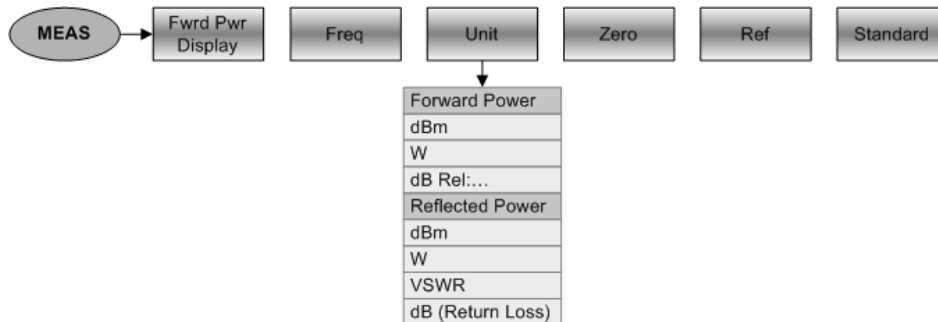 MEAS
Fwrd Pwr
Display
Freq
Unit
Zero
Ref
Standard
Forward Power
dBm
W
dB Rel:...
Reflected Power
dBm
W
VSWR
dB (Return Loss)